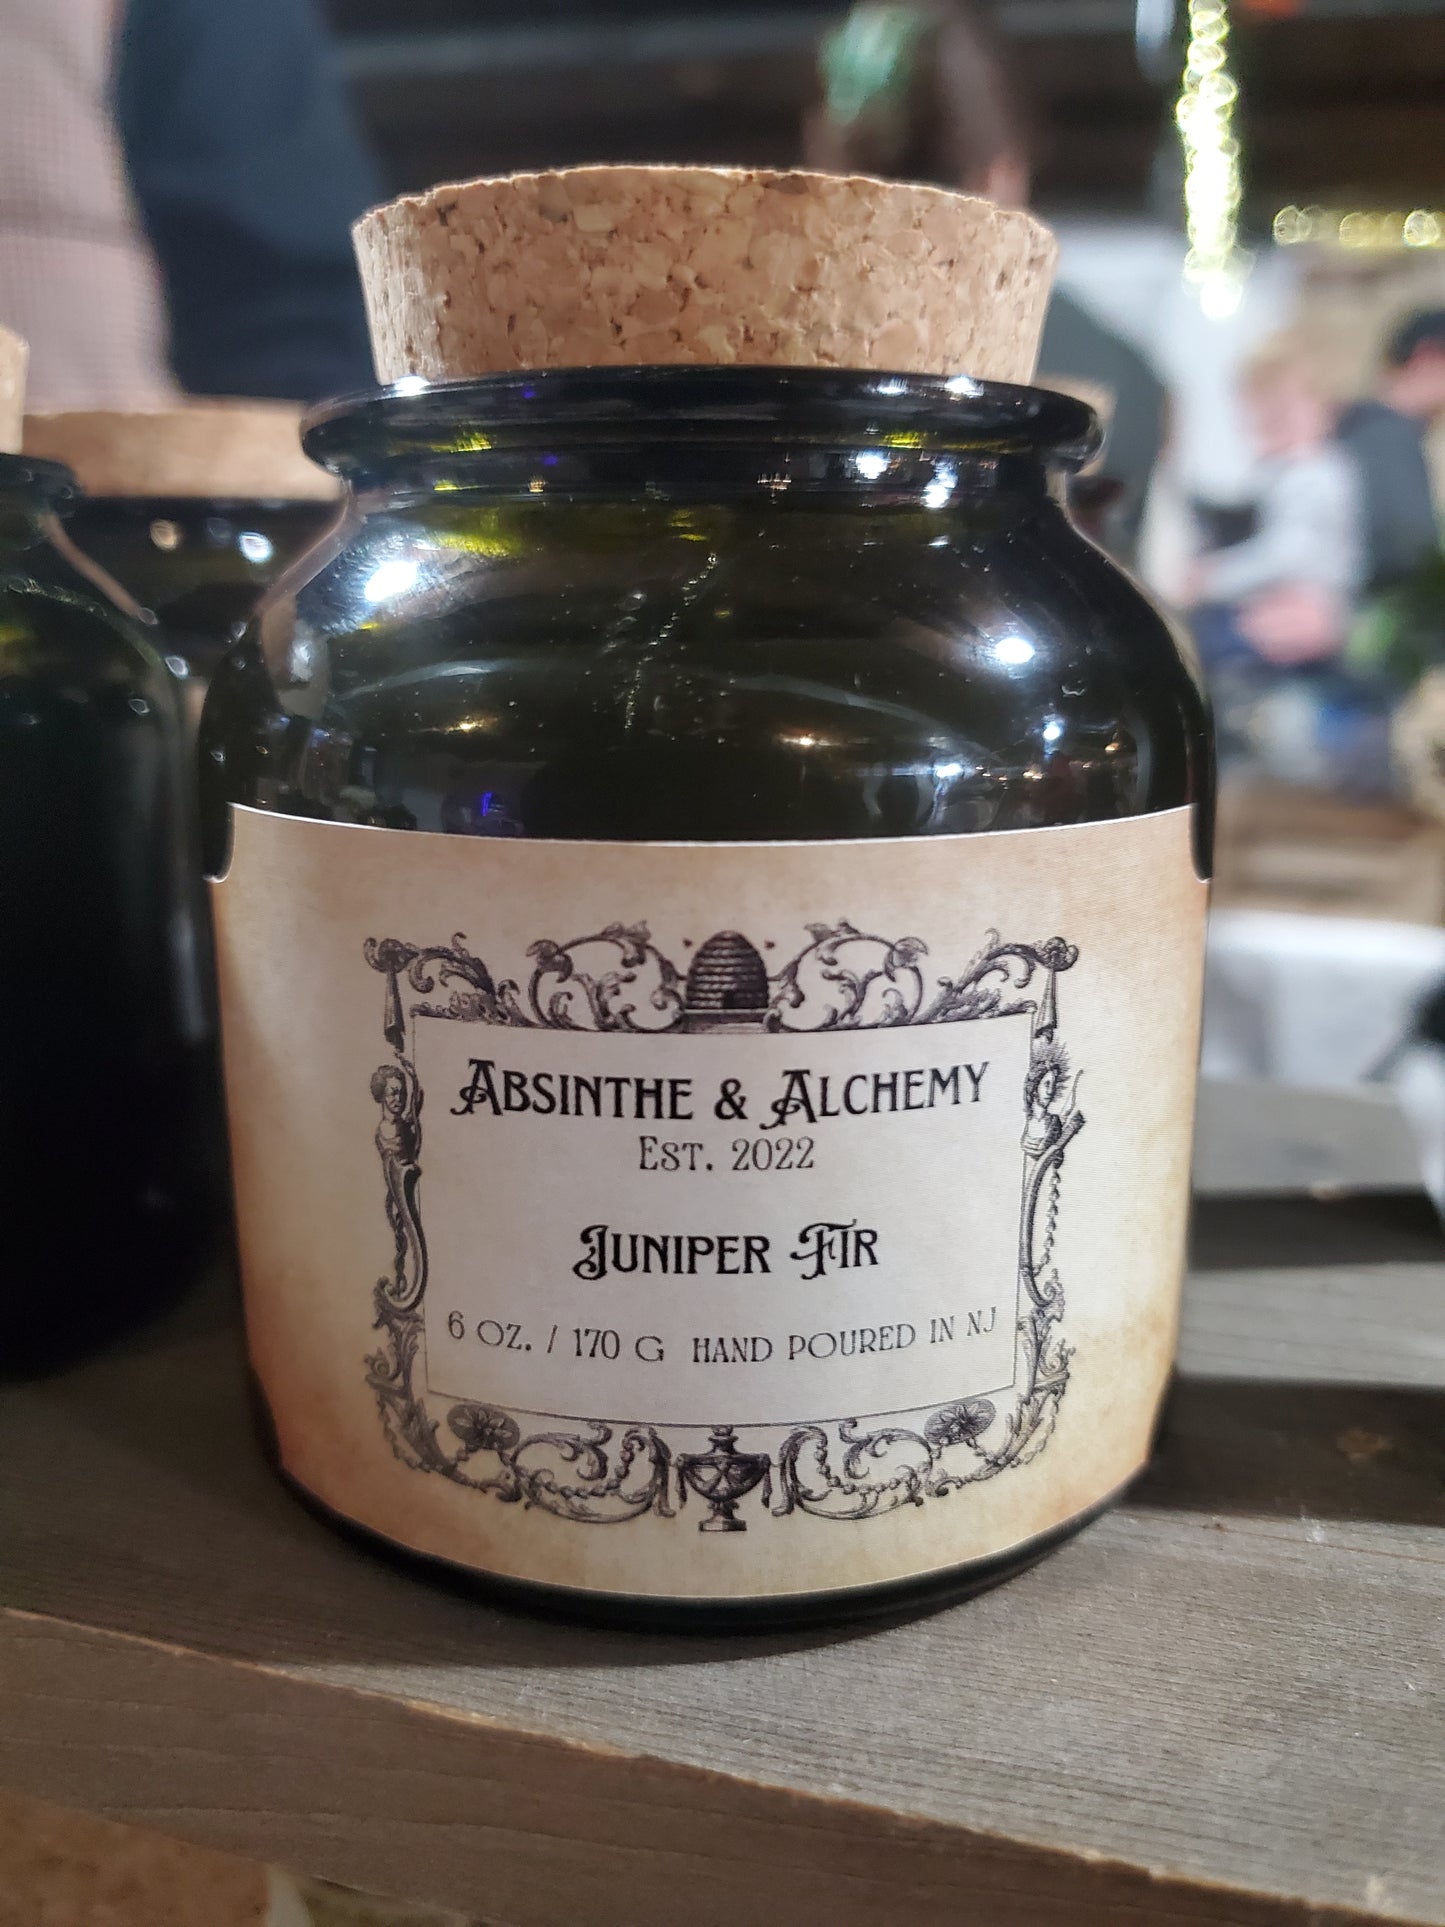 Absinthe & Alchemy
Est. 2022
Juniper Fir
6 oz. / 170 g Hand Poured in NJ